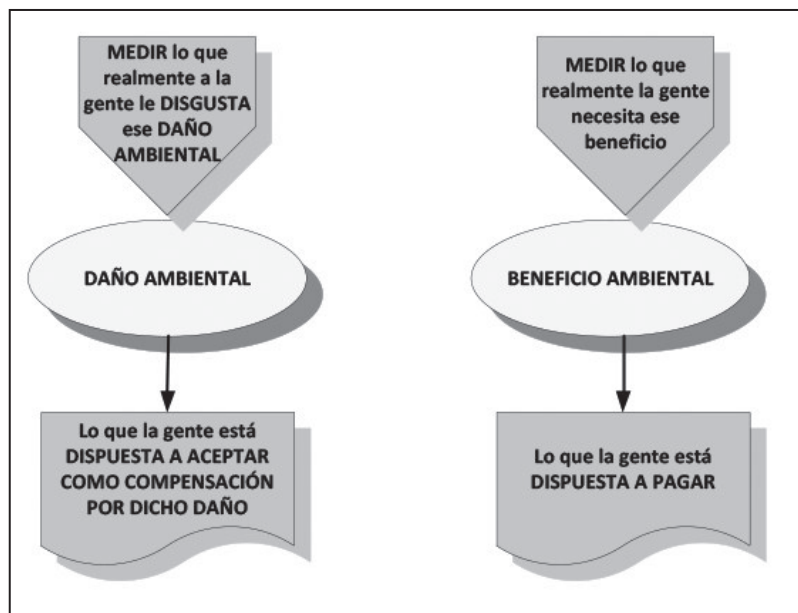 MEDIR lo que
realmente a la
gente le DISGUSTA
ese DAÑO
AMBIENTAL
DAÑO AMBIENTAL
Lo que la gente está
DISPUESTA A ACEPTAR
COMO COMPENSACIÓN
POR DICHO DAÑO
MEDIR lo que
realmente la gente
necesita ese
beneficio
BENEFICIO AMBIENTAL
Lo que la gente está
DISPUESTA A PAGAR